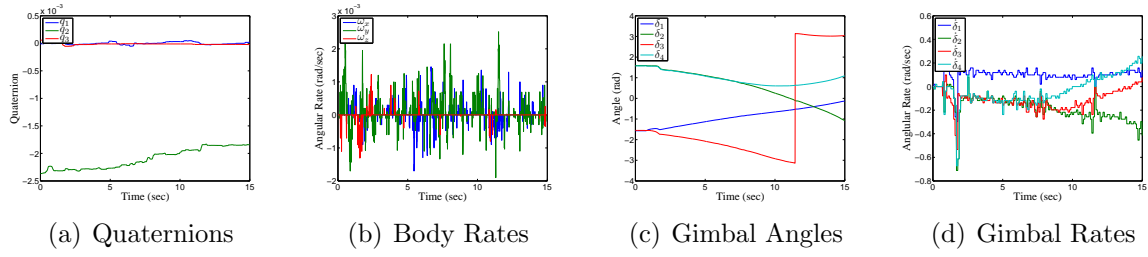 x 10⁻³
0.5
0
−0.5
−1
−1.5
−2
−2.5
Quaternion
q₁
q₂
q₃
0
5
10
15
Time (sec)
(a) Quaternions
x 10⁻³
3
2
1
0
−1
−2
Angular Rate (rad/sec)
ωₓ
ω_y
ω_z
0
5
10
15
Time (sec)
(b) Body Rates
4
3
2
1
0
−1
−2
−3
−4
Angle (rad)
δ₁
δ₂
δ₃
δ₄
0
5
10
15
Time (sec)
(c) Gimbal Angles
0.6
0.4
0.2
0
−0.2
−0.4
−0.6
−0.8
Anglular Rate (rad/sec)
δ̇₁
δ̇₂
δ̇₃
δ̇₄
0
5
10
15
Time (sec)
(d) Gimbal Rates